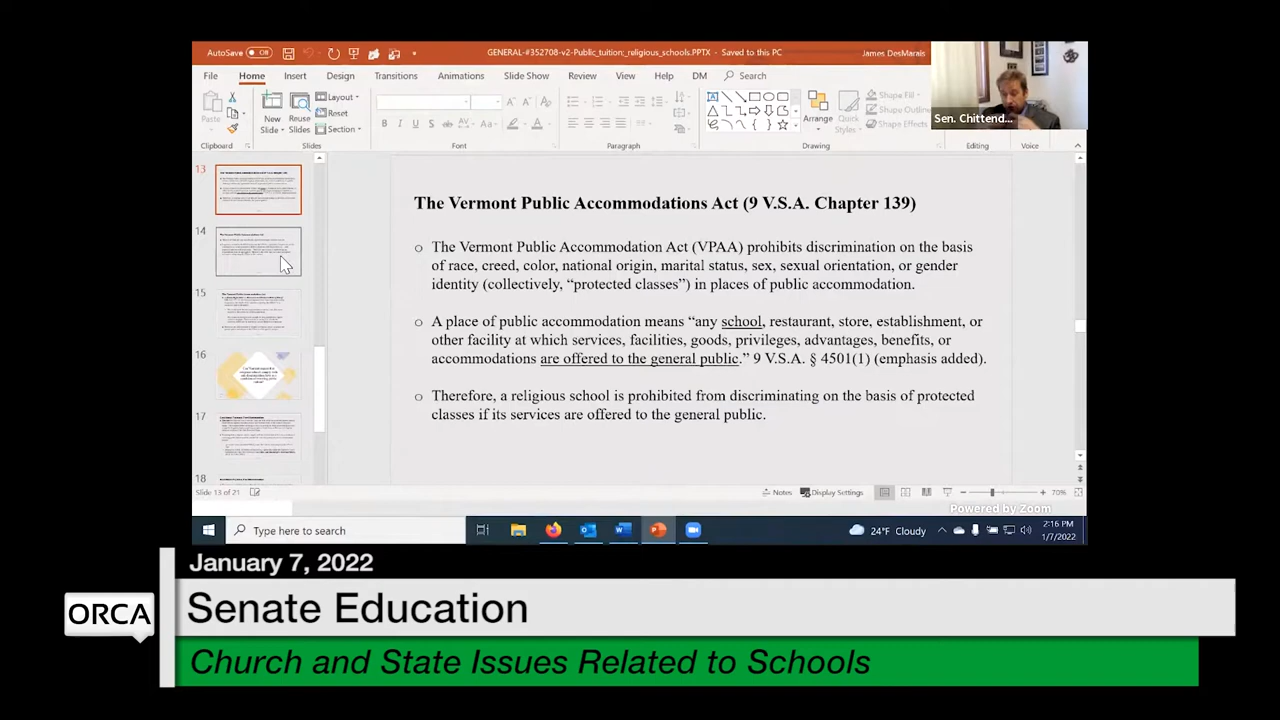 AutoSave Off
GENERAL-#352708-v2-Public_tuition;_religious_schools.PPTX - Saved to this PC
James DesMarais
File Home Insert Design Transitions Animations Slide Show Review View Help DM Search
Paste
New Slide
Reuse Slides
Layout
Reset
Section
Arrange
Quick Styles
Shape Fill
Shape Outline
Shape Effects
Clipboard Slides Font Paragraph Drawing Editing Voice
Sen. Chittend...
13
14
15
16
17
18
The Vermont Public Accommodations Act (9 V.S.A. Chapter 139)
The Vermont Public Accommodations Act (VPAA) prohibits discrimination on the basis
of race, creed, color, national origin, marital status, sex, sexual orientation, or gender
identity (collectively, “protected classes”) in places of public accommodation.
A place of public accommodation means “any school, restaurant, store, establishment, or
other facility at which services, facilities, goods, privileges, advantages, benefits, or
accommodations are offered to the general public.” 9 V.S.A. § 4501(1) (emphasis added).
Therefore, a religious school is prohibited from discriminating on the basis of protected
classes if its services are offered to the general public.
Slide 13 of 21
Notes Display Settings 70%
Powered by Zoom
Type here to search
24°F Cloudy
2:16 PM
1/7/2022
January 7, 2022
ORCA
Senate Education
Church and State Issues Related to Schools